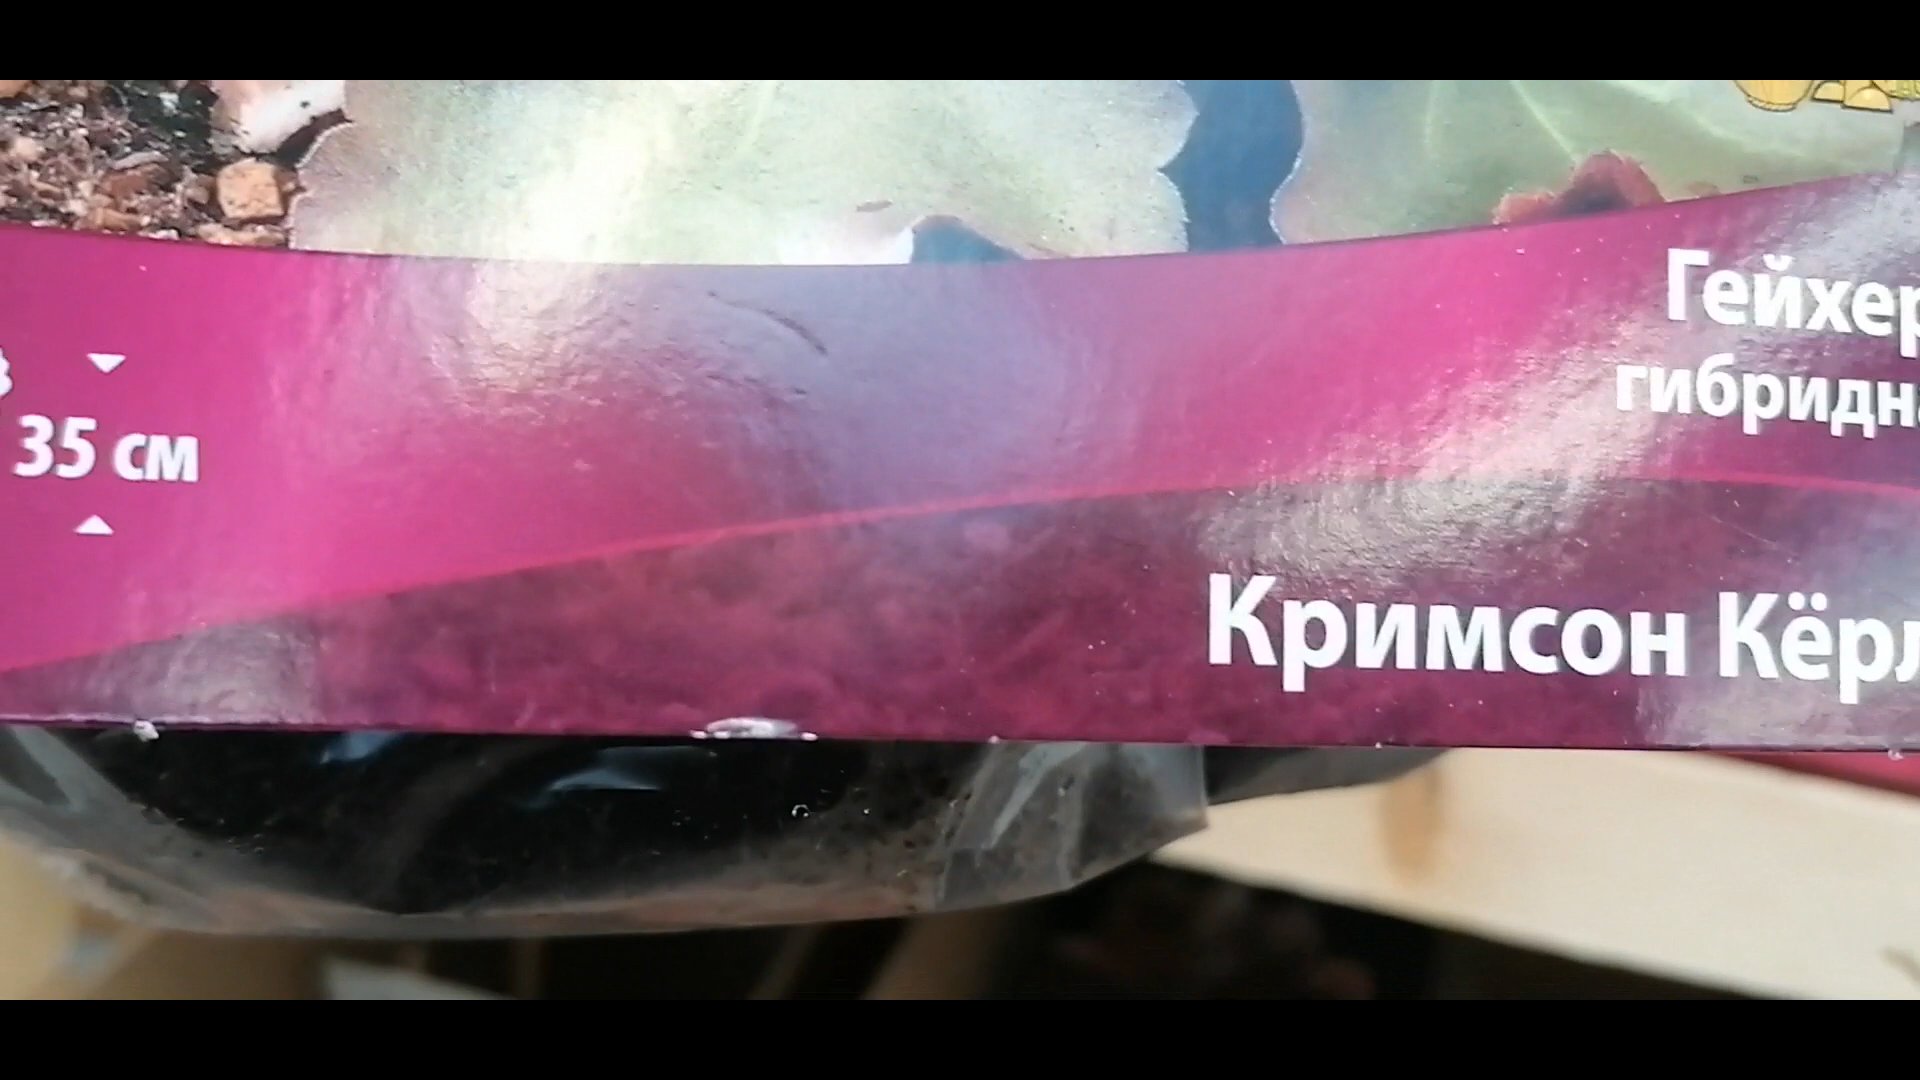 35 см
Гейхер
гибридн
Кримсон Кёрл